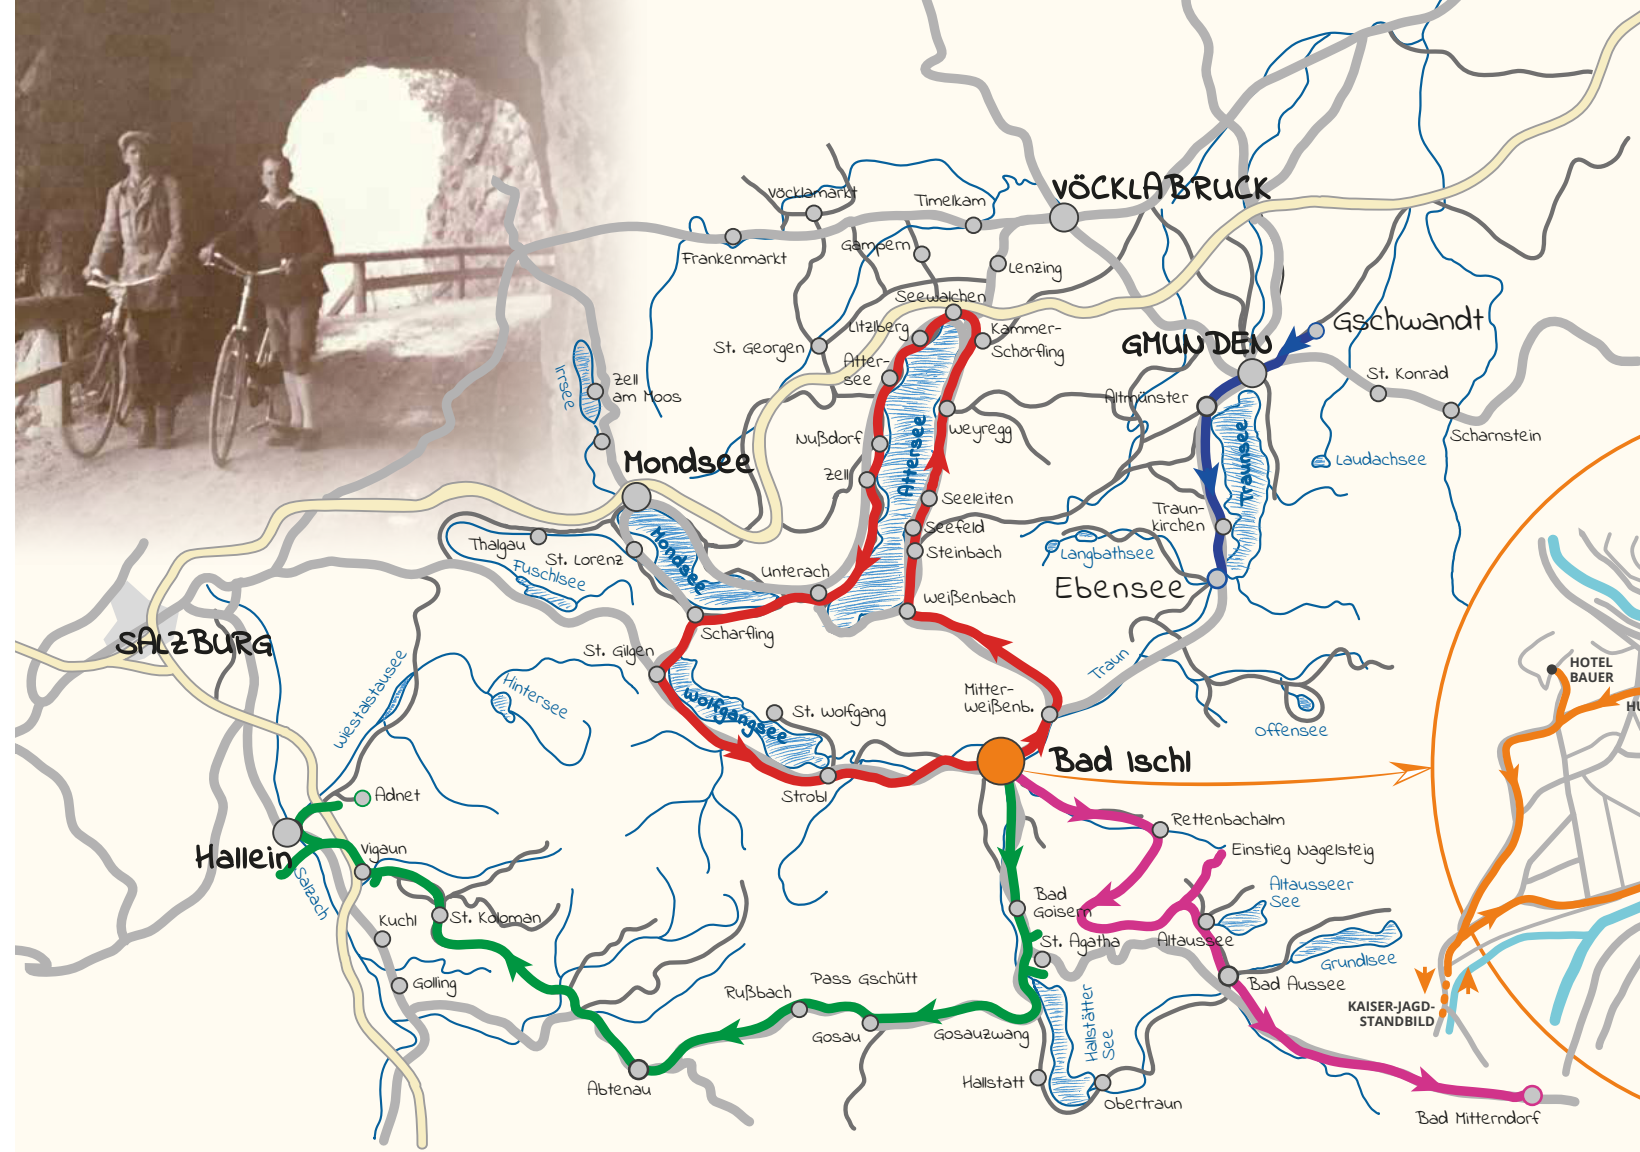 VÖCKLABRUCK
Vöcklamarkt
Timelkam
Frankenmarkt
Gampern
Lenzing
Seewalchen
Litzlberg
Kammer-
Schörfling
St. Georgen
Atter-
see
Gschwandt
GMUNDEN
St. Konrad
Altmünster
Scharnstein
Irrsee
Zell
am Moos
Nußdorf
Attersee
Weyregg
Traunsee
Laudachsee
Mondsee
Zell
Seeleiten
Traun-
kirchen
Seefeld
Steinbach
Langbathsee
Thalgau
St. Lorenz
Mondsee
Fuschlsee
Unterach
Ebensee
Weißenbach
SALZBURG
Scharfling
St. Gilgen
Traun
HOTEL
BAUER
HU
Wiestalstausee
Hintersee
Wolfgangsee
St. Wolfgang
Mitter-
Weißenb.
Offensee
Bad Ischl
Strobl
Adnet
Rettenbachalm
Einstieg Nagelsteig
Hallein
Vigaun
Salzach
Altausseer
See
Bad
Goisern
Kuchl
St. Koloman
St. Agatha
Altaussee
Grundlsee
Golling
Pass Gschütt
Rußbach
Bad Aussee
KAISER-JAGD-
STANDBILD
Gosau
Gosauzwang
Hallstätter
See
Abtenau
Hallstatt
Obertraun
Bad Mitterndorf